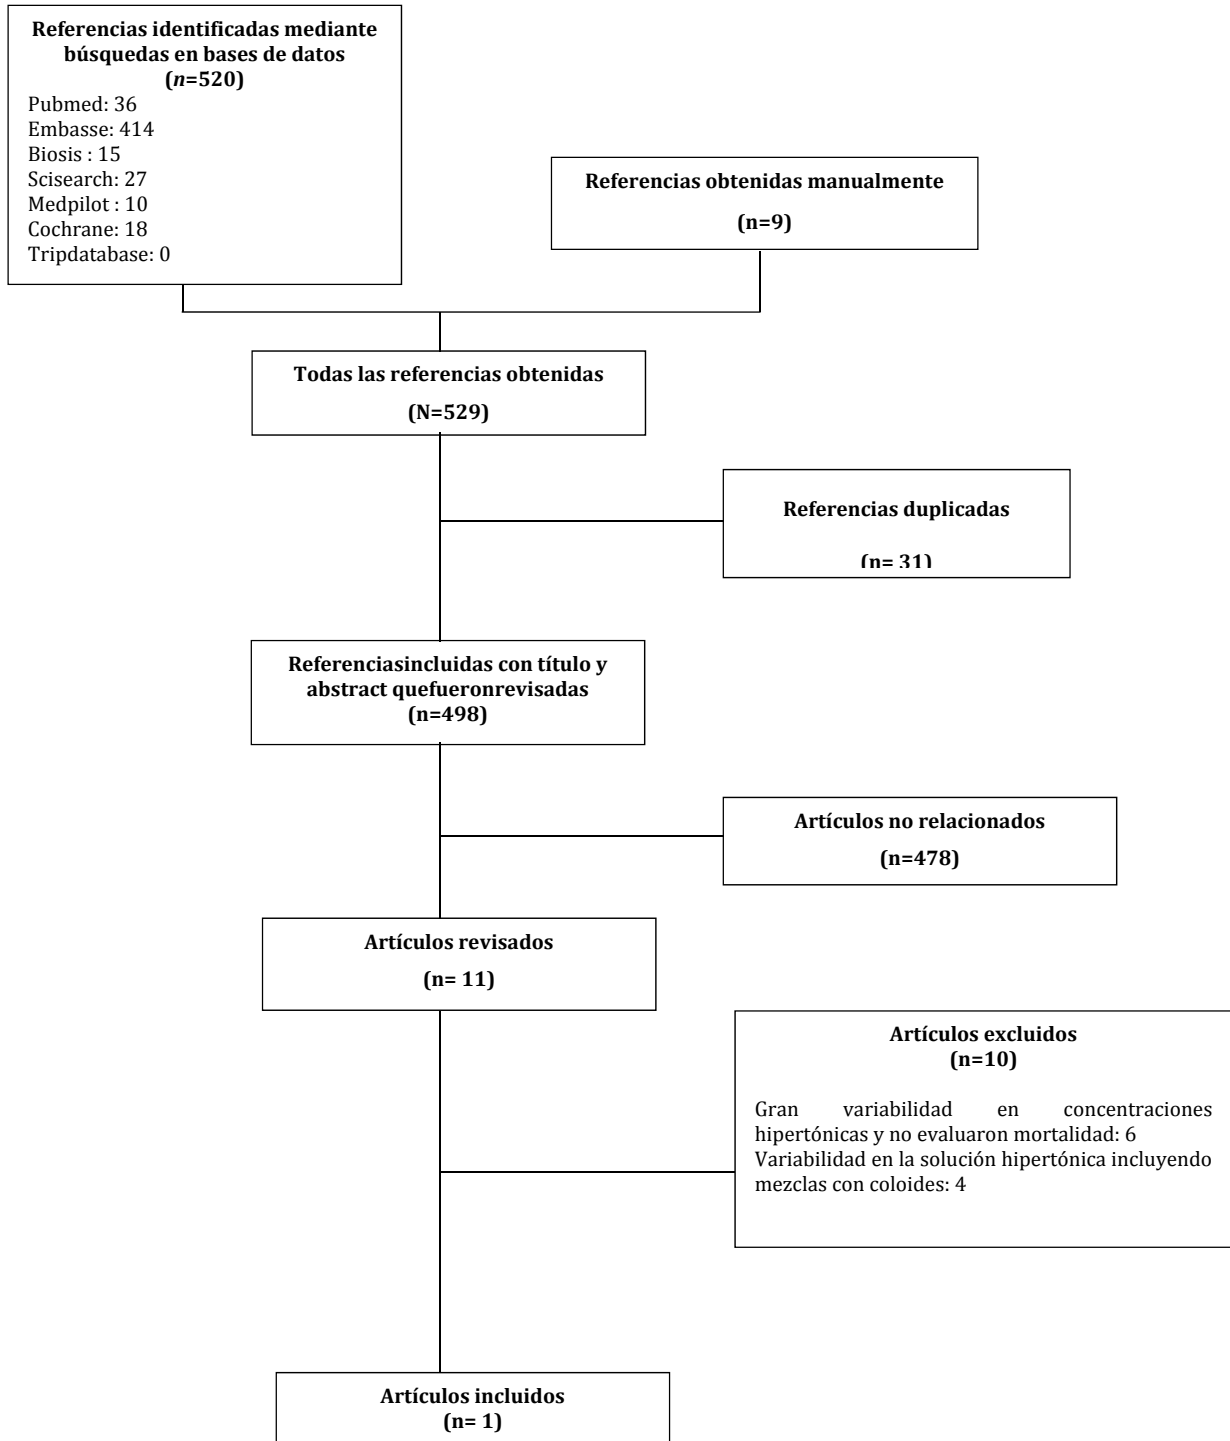 Referencias identificadas mediante
búsquedas en bases de datos
(n=520)
Pubmed: 36
Embasse: 414
Biosis : 15
Scisearch: 27
Medpilot : 10
Cochrane: 18
Tripdatabase: 0
Referencias obtenidas manualmente
(n=9)
Todas las referencias obtenidas
(N=529)
Referencias duplicadas
(n= 31)
Referenciasincluidas con título y
abstract quefueronrevisadas
(n=498)
Artículos no relacionados
(n=478)
Artículos revisados
(n= 11)
Artículos excluidos
(n=10)
Gran variabilidad en concentraciones
hipertónicas y no evaluaron mortalidad: 6
Variabilidad en la solución hipertónica incluyendo
mezclas con coloides: 4
Artículos incluidos
(n= 1)